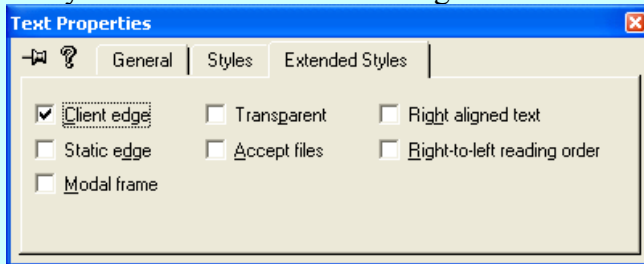 Text Properties
General Styles Extended Styles
Client edge Transparent Right aligned text
Static edge Accept files Right-to-left reading order
Modal frame